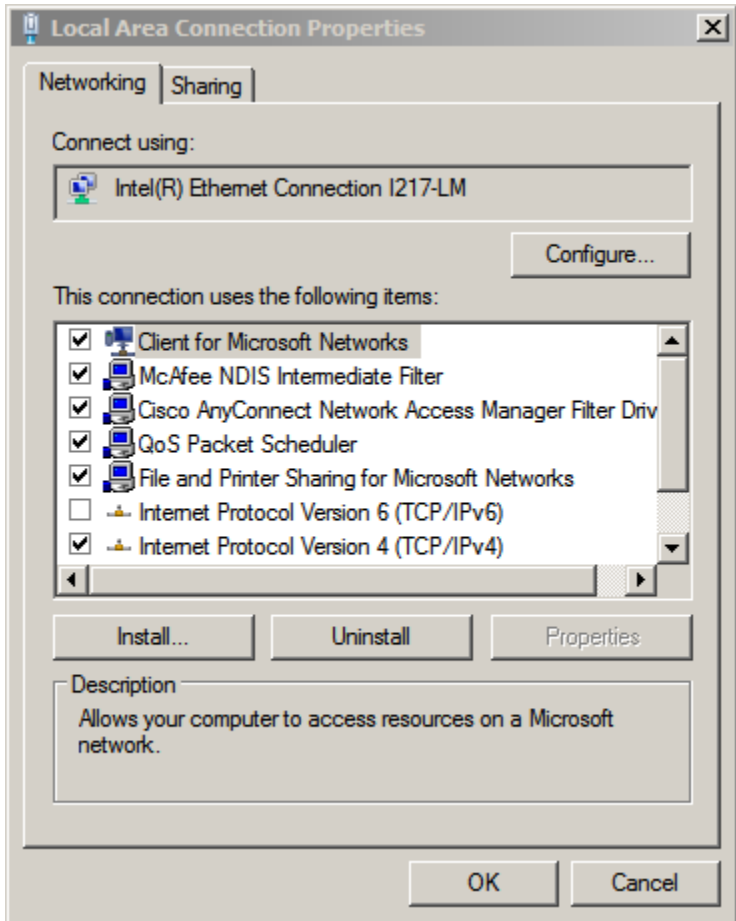 Local Area Connection Properties
Networking
Sharing
Connect using:
Intel(R) Ethernet Connection I217-LM
Configure...
This connection uses the following items:
Client for Microsoft Networks
McAfee NDIS Intermediate Filter
Cisco AnyConnect Network Access Manager Filter Driv
QoS Packet Scheduler
File and Printer Sharing for Microsoft Networks
Internet Protocol Version 6 (TCP/IPv6)
Internet Protocol Version 4 (TCP/IPv4)
Install...
Uninstall
Properties
Description
Allows your computer to access resources on a Microsoft
network.
OK
Cancel